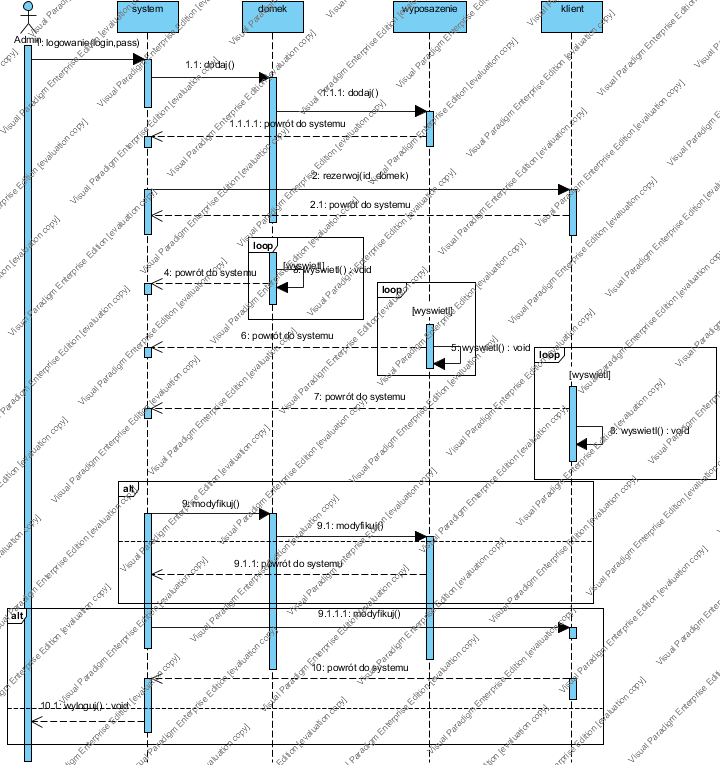 system
domek
wyposazenie
klient
Admin
1: logowanie(login,pass)
1.1: dodaj()
1.1.1: dodaj()
1.1.1.1: powrót do systemu
2: rezerwoj(id_domek)
2.1: powrót do systemu
loop
[wyswietl]
3: wyswietl() : void
4: powrót do systemu
loop
[wyswietl]
6: powrót do systemu
5: wyswietl() : void
loop
[wyswietl]
7: powrót do systemu
8: wyswietl() : void
alt
9: modyfikuj()
9.1: modyfikuj()
9.1.1: powrót do systemu
alt
9.1.1.1: modyfikuj()
10: powrót do systemu
10.1: wyloguj() : void
Visual Paradigm Enterprise Edition [evaluation copy]